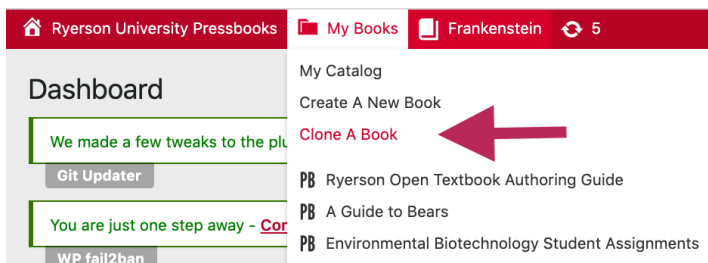 Ryerson University Pressbooks My Books Frankenstein 5
My Catalog
Dashboard
Create A New Book
Clone A Book
We made a few tweaks to the plu
Git Updater
PB Ryerson Open Textbook Authoring Guide
PB A Guide to Bears
You are just one step away - Cor
PB Environmental Biotechnology Student Assignments
WP fail2ban